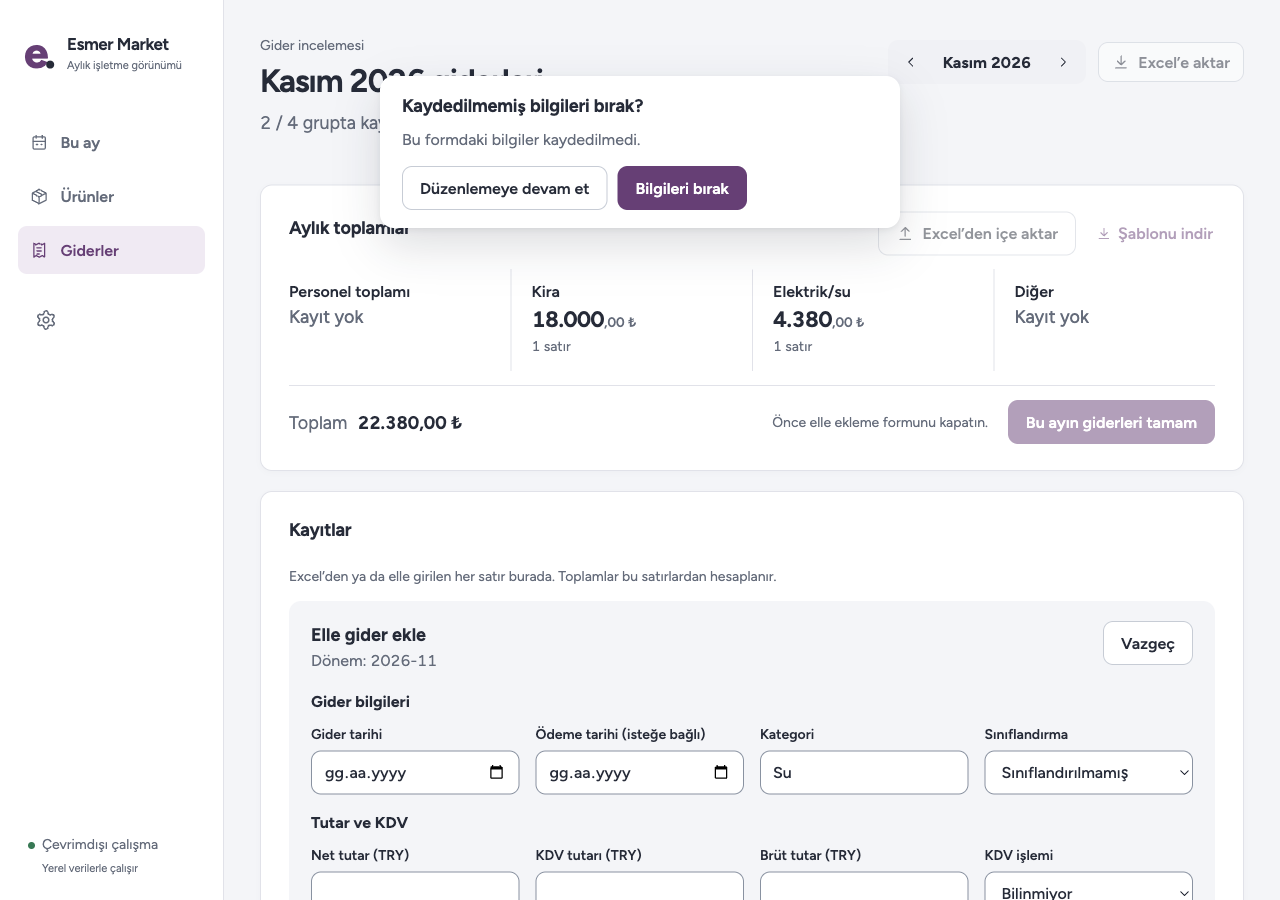 e.
Esmer Market
Aylık işletme görünümü
Bu ay
Ürünler
Giderler
Çevrimdışı çalışma
Yerel verilerle çalışır
Gider incelemesi
Kasım 2026 giderleri
2 / 4 grupta
Kasım 2026
Excel’e aktar
Kaydedilmemiş bilgileri bırak?
Bu formdaki bilgiler kaydedilmedi.
Düzenlemeye devam et
Bilgileri bırak
Aylık toplamlar
Excel’den içe aktar
Şablonu indir
Personel toplamı
Kayıt yok
Kira
18.000,00 ₺
1 satır
Elektrik/su
4.380,00 ₺
1 satır
Diğer
Kayıt yok
Toplam 22.380,00 ₺
Önce elle ekleme formunu kapatın.
Bu ayın giderleri tamam
Kayıtlar
Excel’den ya da elle girilen her satır burada. Toplamlar bu satırlardan hesaplanır.
Elle gider ekle
Dönem: 2026-11
Vazgeç
Gider bilgileri
Gider tarihi
gg.aa.yyyy
Ödeme tarihi (isteğe bağlı)
gg.aa.yyyy
Kategori
Su
Sınıflandırma
Sınıflandırılmamış
Tutar ve KDV
Net tutar (TRY)
KDV tutarı (TRY)
Brüt tutar (TRY)
KDV işlemi
Bilinmiyor